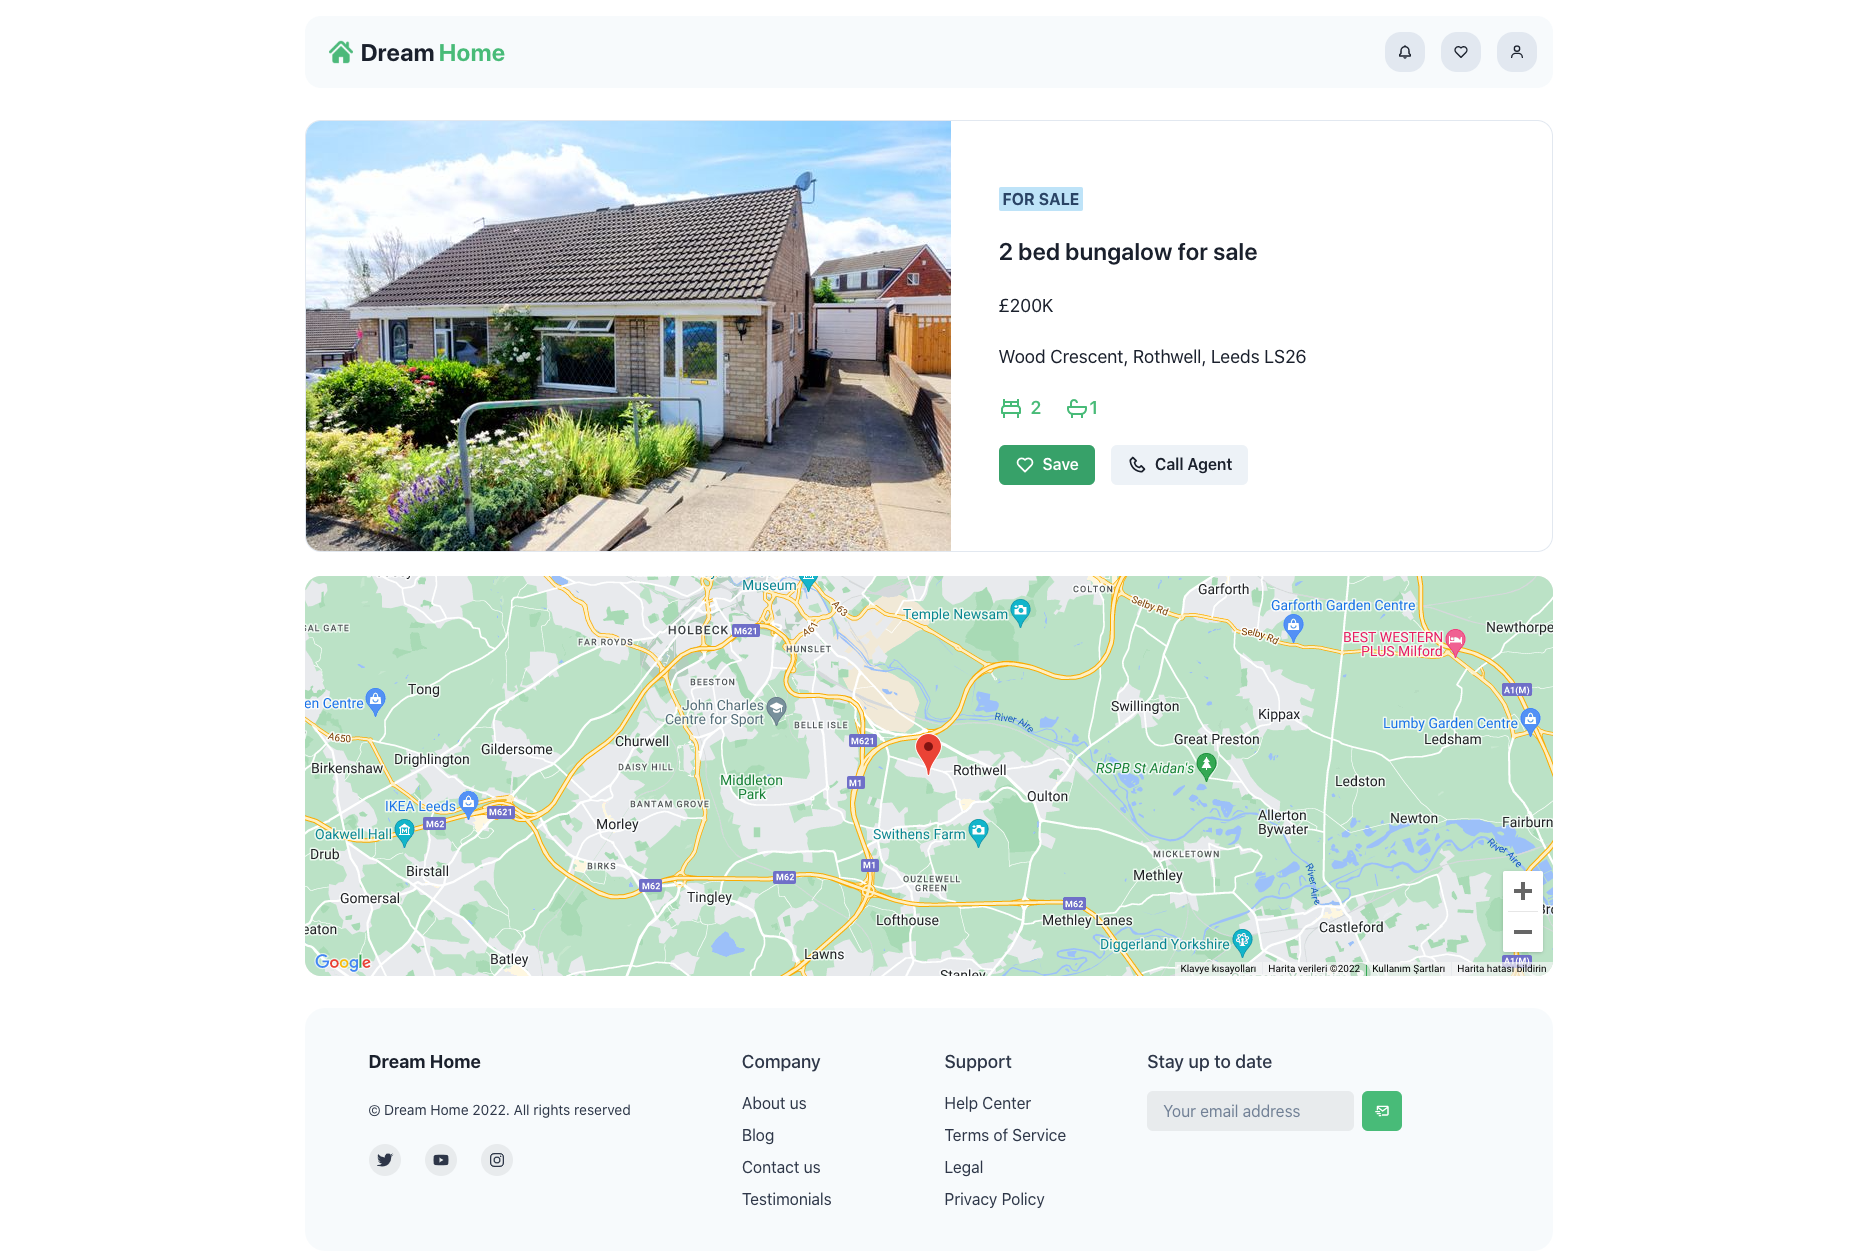 Dream Home
FOR SALE
2 bed bungalow for sale
£200K
Wood Crescent, Rothwell, Leeds LS26
2 1
Save Call Agent
Museum
A63
COLTON
Selby Rd
Garforth
Garforth Garden Centre
Temple Newsam
HOLBECK
M621
A61
FAR ROYDS
HUNSLET
Selby Rd
BEST WESTERN
PLUS Milford
Newthorpe
Tong
BEESTON
A1(M)
John Charles
Centre for Sport
BELLE ISLE
River Aire
Swillington
Kippax
Lumby Garden Centre
Ledsham
A650
Gildersome
Churwell
M621
Great Preston
Drighlington
Birkenshaw
DAISY HILL
Middleton
Park
M1
Rothwell
RSPB St Aidan's
Ledston
IKEA Leeds
M621
BANTAM GROVE
Oulton
Oakwell Hall
M62
Morley
Swithens Farm
Allerton
Bywater
Newton
Fairburn
Drub
BIRKS
M1
MICKLETOWN
River Aire
Birstall
M62
M62
OUZLEWELL
GREEN
Methley
River Aire
Gomersal
Tingley
Lofthouse
M62
Methley Lanes
Castleford
Diggerland Yorkshire
Batley
Lawns
Stanley
A1(M)
Google
Klavye kısayolları Harita verileri ©2022 Kullanım Şartları Harita hatası bildirin
Dream Home
© Dream Home 2022. All rights reserved
Company
About us
Blog
Contact us
Testimonials
Support
Help Center
Terms of Service
Legal
Privacy Policy
Stay up to date
Your email address